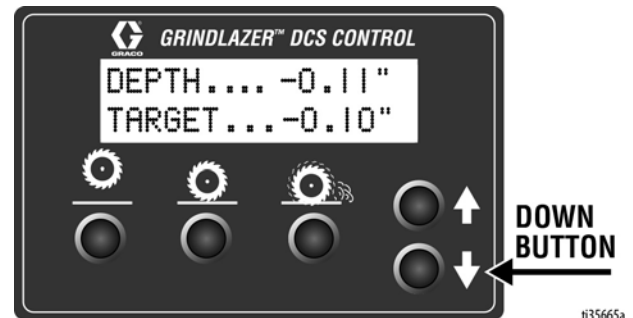 GRACO
GRINDLAZER™ DCS CONTROL
DEPTH.... -0.11"
TARGET...-0.10"
DOWN
BUTTON
ti35665a